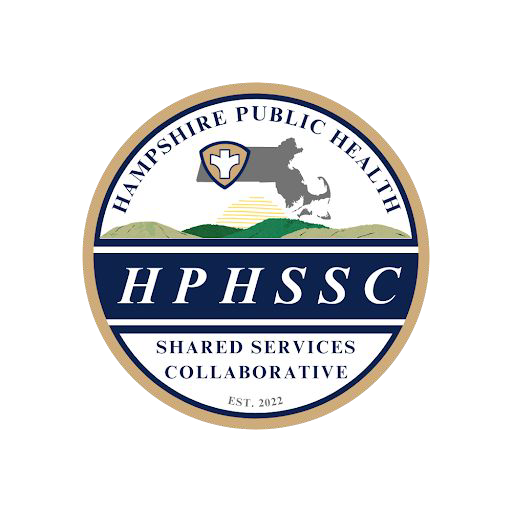 HAMPSHIRE PUBLIC HEALTH
HPHSSC
SHARED SERVICES
COLLABORATIVE
EST. 2022